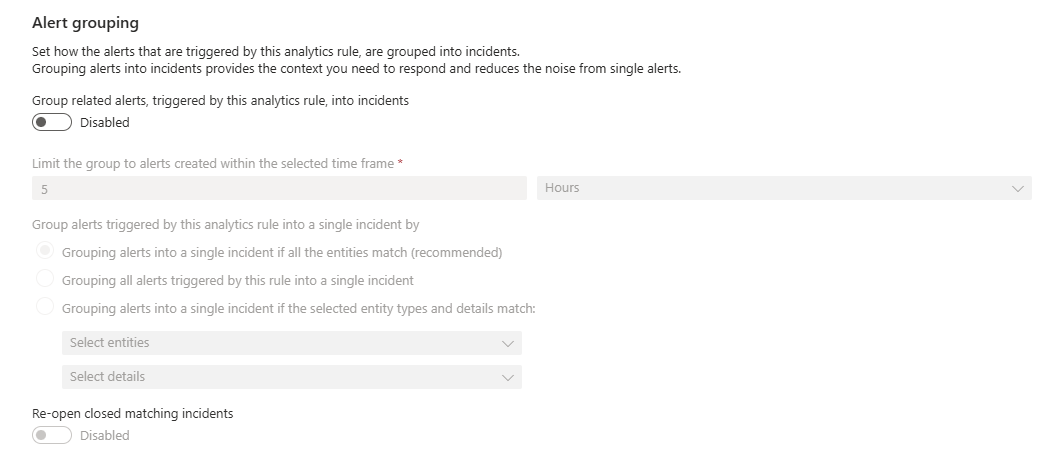 Alert grouping
Set how the alerts that are triggered by this analytics rule, are grouped into incidents.
Grouping alerts into incidents provides the context you need to respond and reduces the noise from single alerts.
Group related alerts, triggered by this analytics rule, into incidents
Disabled
Limit the group to alerts created within the selected time frame *
5 Hours
Group alerts triggered by this analytics rule into a single incident by
Grouping alerts into a single incident if all the entities match (recommended)
Grouping all alerts triggered by this rule into a single incident
Grouping alerts into a single incident if the selected entity types and details match:
Select entities
Select details
Re-open closed matching incidents
Disabled